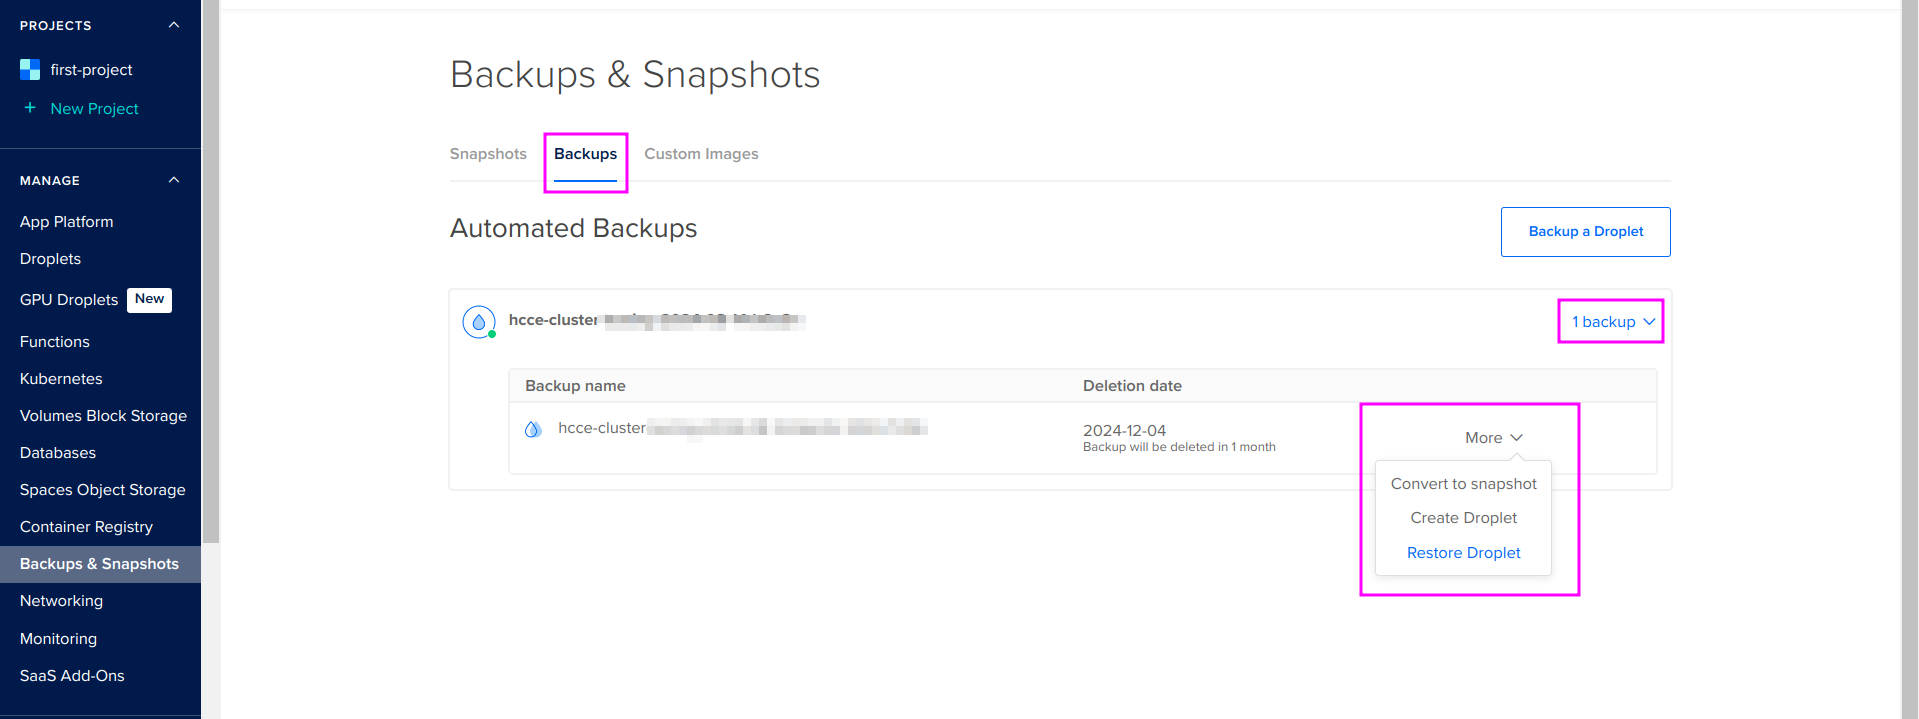 PROJECTS
first-project
+ New Project
MANAGE
App Platform
Droplets
GPU Droplets New
Functions
Kubernetes
Volumes Block Storage
Databases
Spaces Object Storage
Container Registry
Backups & Snapshots
Networking
Monitoring
SaaS Add-Ons
Backups & Snapshots
Snapshots Backups Custom Images
Automated Backups
Backup a Droplet
hcce-cluster
1 backup
Backup name Deletion date
hcce-cluster
2024-12-04
Backup will be deleted in 1 month
More
Convert to snapshot
Create Droplet
Restore Droplet